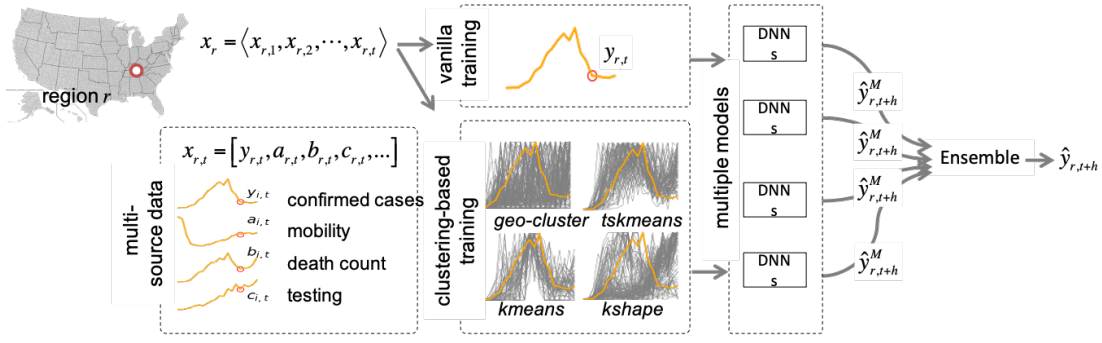 region r
x_r = ⟨x_{r,1}, x_{r,2}, ⋯, x_{r,t}⟩
x_{r,t} = [y_{r,t}, a_{r,t}, b_{r,t}, c_{r,t}, ...]
multi-
source data
y_{i,t}
confirmed cases
a_{i,t}
mobility
b_{i,t}
death count
c_{i,t}
testing
vanilla
training
y_{r,t}
clustering-based
training
geo-cluster
tskmeans
kmeans
kshape
multiple models
DNN
s
DNN
s
DNN
s
DNN
s
ŷ^M_{r,t+h}
ŷ^M_{r,t+h}
ŷ^M_{r,t+h}
ŷ^M_{r,t+h}
Ensemble
ŷ_{r,t+h}